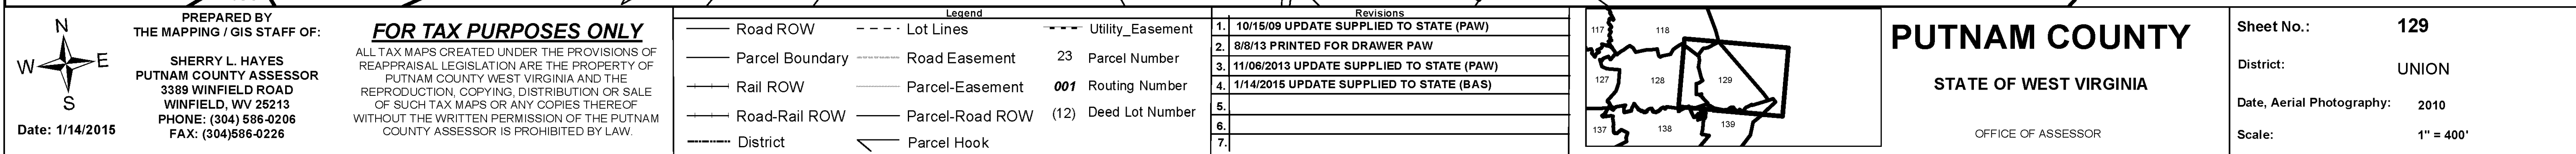 N
W
E
S
Date: 1/14/2015
PREPARED BY
THE MAPPING / GIS STAFF OF:
SHERRY L. HAYES
PUTNAM COUNTY ASSESSOR
3389 WINFIELD ROAD
WINFIELD, WV 25213
PHONE: (304) 586-0206
FAX: (304)586-0226
FOR TAX PURPOSES ONLY
ALL TAX MAPS CREATED UNDER THE PROVISIONS OF
REAPPRAISAL LEGISLATION ARE THE PROPERTY OF
PUTNAM COUNTY WEST VIRGINIA AND THE
REPRODUCTION, COPYING, DISTRIBUTION OR SALE
OF SUCH TAX MAPS OR ANY COPIES THEREOF
WITHOUT THE WRITTEN PERMISSION OF THE PUTNAM
COUNTY ASSESSOR IS PROHIBITED BY LAW.
Legend
Road ROW
Parcel Boundary
Rail ROW
Road-Rail ROW
District
Lot Lines
Road Easement
Parcel-Easement
Parcel-Road ROW
Parcel Hook
Utility_Easement
23 Parcel Number
001 Routing Number
(12) Deed Lot Number
Revisions
1. 10/15/09 UPDATE SUPPLIED TO STATE (PAW)
2. 8/8/13 PRINTED FOR DRAWER PAW
3. 11/06/2013 UPDATE SUPPLIED TO STATE (PAW)
4. 1/14/2015 UPDATE SUPPLIED TO STATE (BAS)
5.
6.
7.
117
118
127
128
129
137
138
139
PUTNAM COUNTY
STATE OF WEST VIRGINIA
OFFICE OF ASSESSOR
Sheet No.: 129
District: UNION
Date, Aerial Photography: 2010
Scale: 1" = 400'